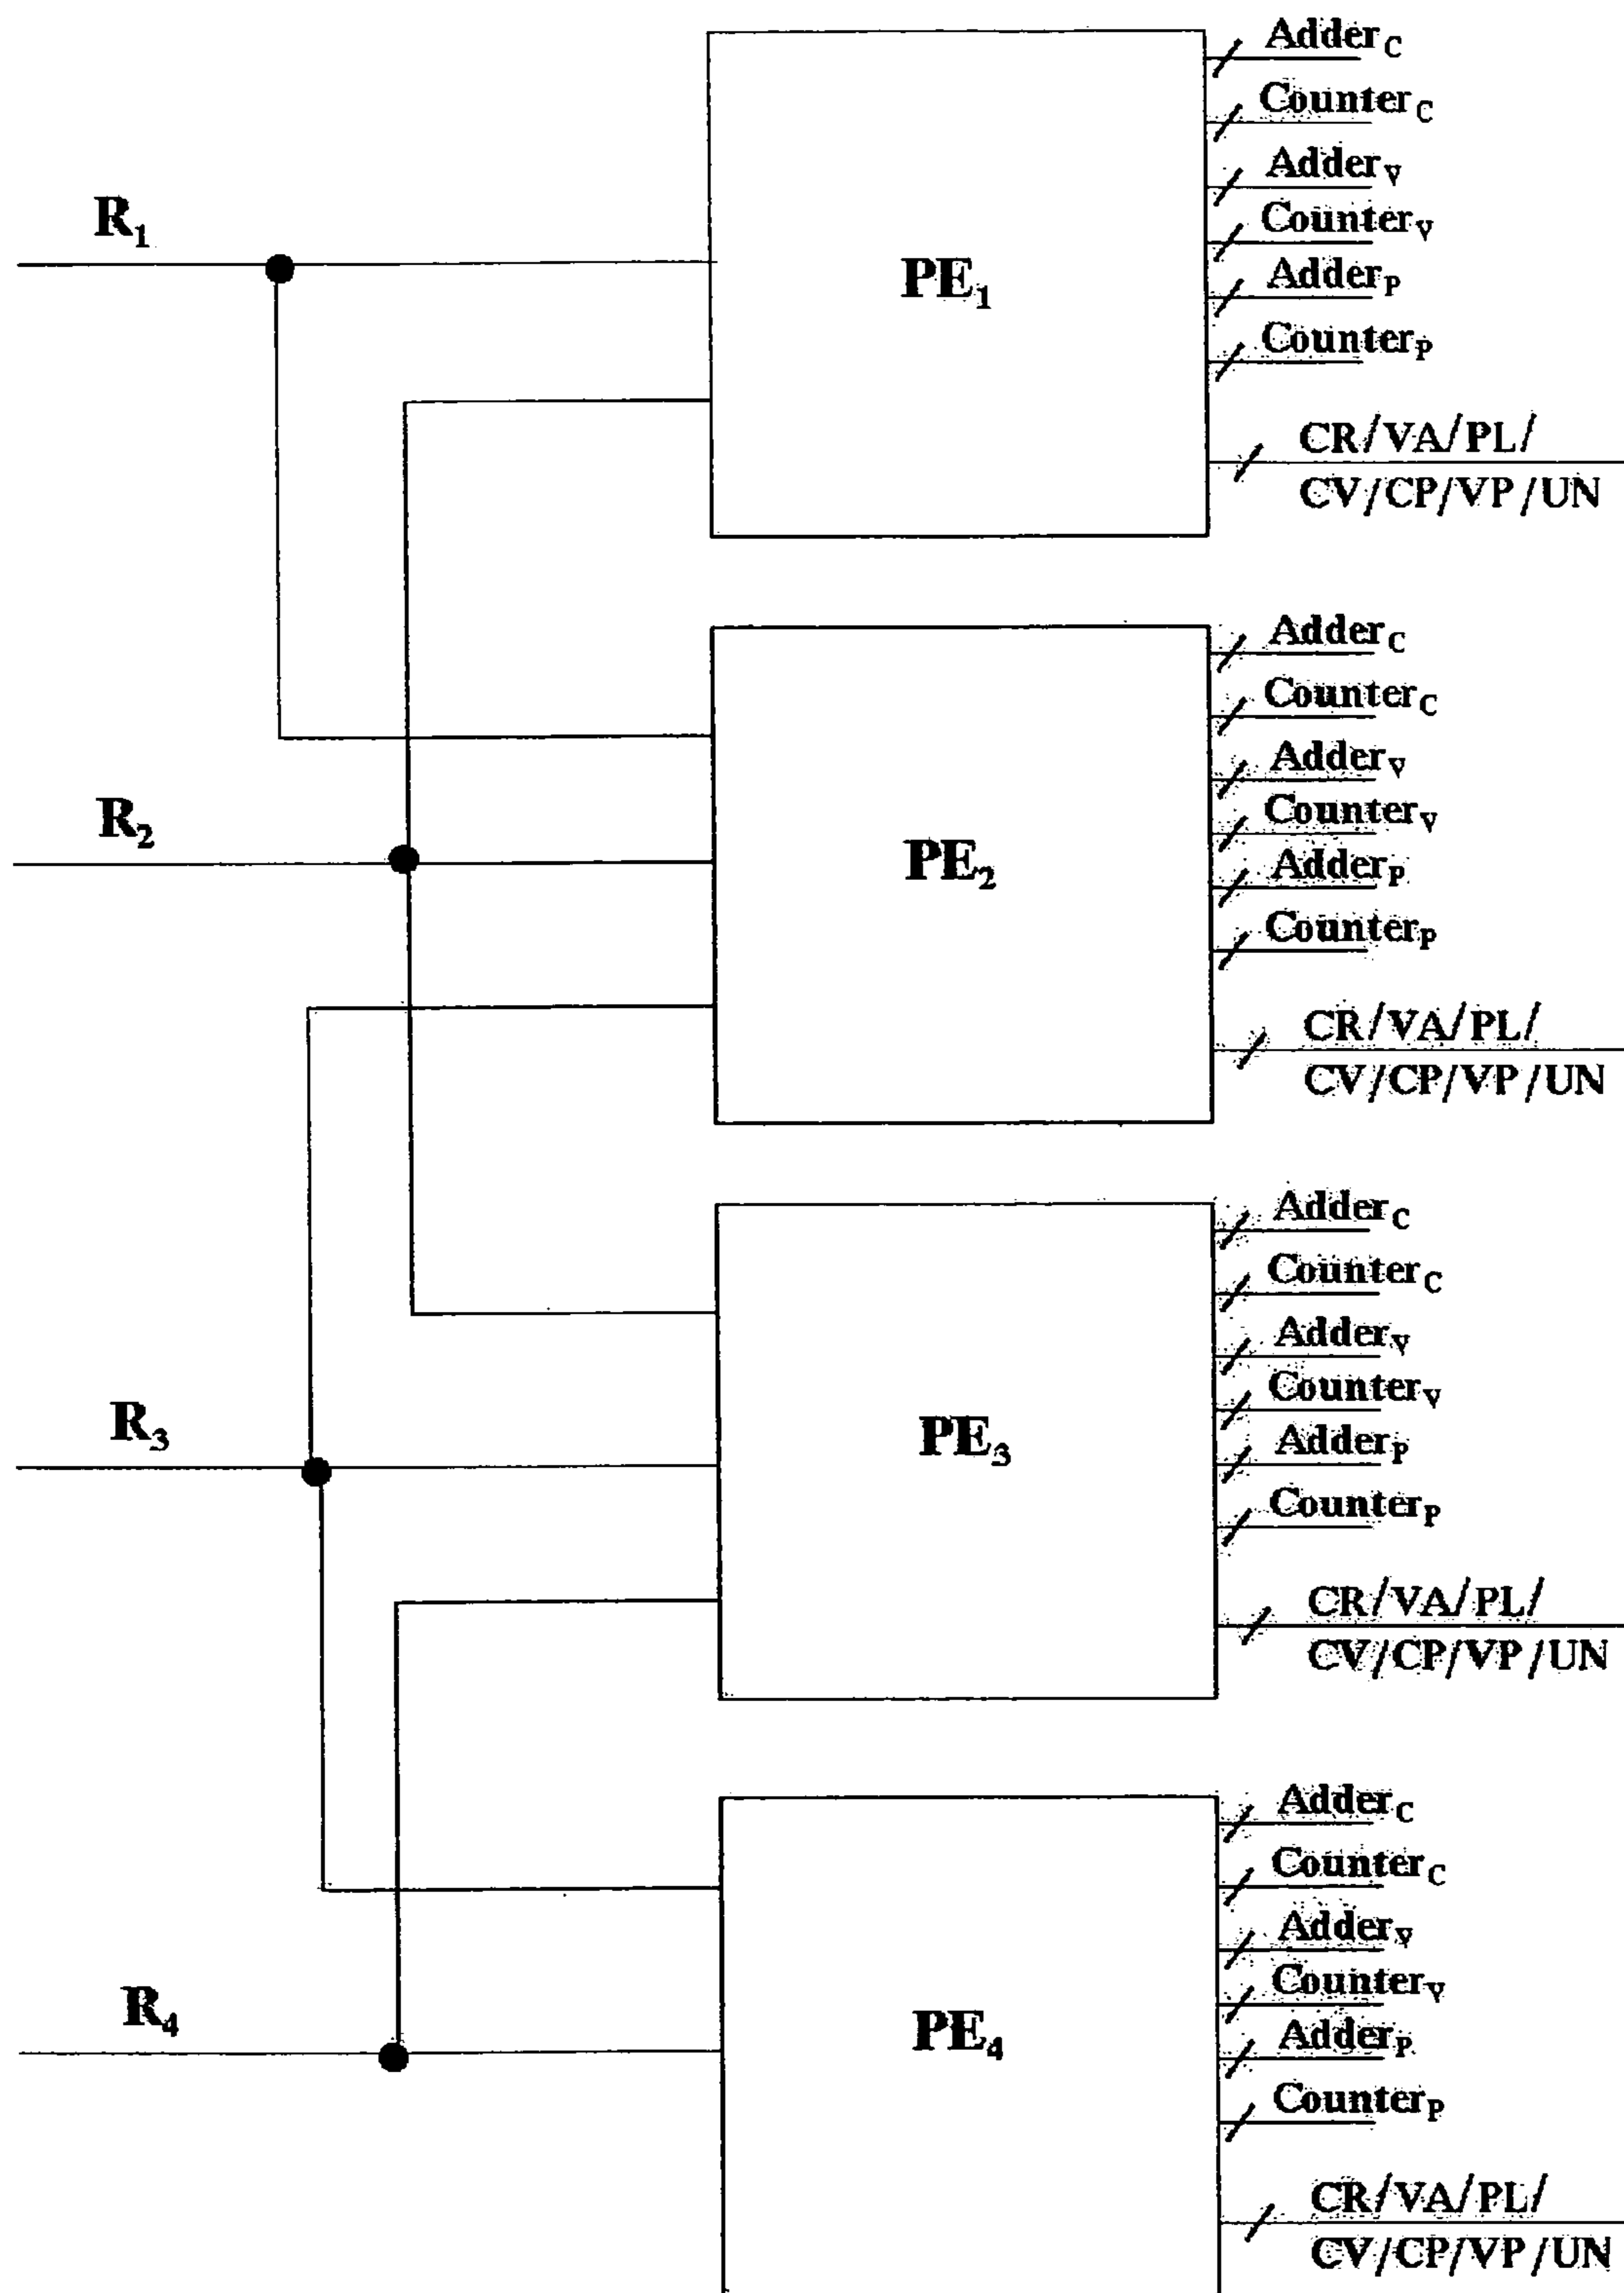 Adder_C
Counter_C
Adder_V
R_1
Counter_V
PE_1
Adder_P
Counter_P
CR/VA/PL/
CV/CP/VP/UN
Adder_C
Counter_C
Adder_V
R_2
Counter_V
PE_2
Adder_P
Counter_P
CR/VA/PL/
CV/CP/VP/UN
Adder_C
Counter_C
Adder_V
Counter_V
R_3
PE_3
Adder_P
Counter_P
CR/VA/PL/
CV/CP/VP/UN
Adder_C
Counter_C
Adder_V
Counter_V
R_4
PE_4
Adder_P
Counter_P
CR/VA/PL/
CV/CP/VP/UN